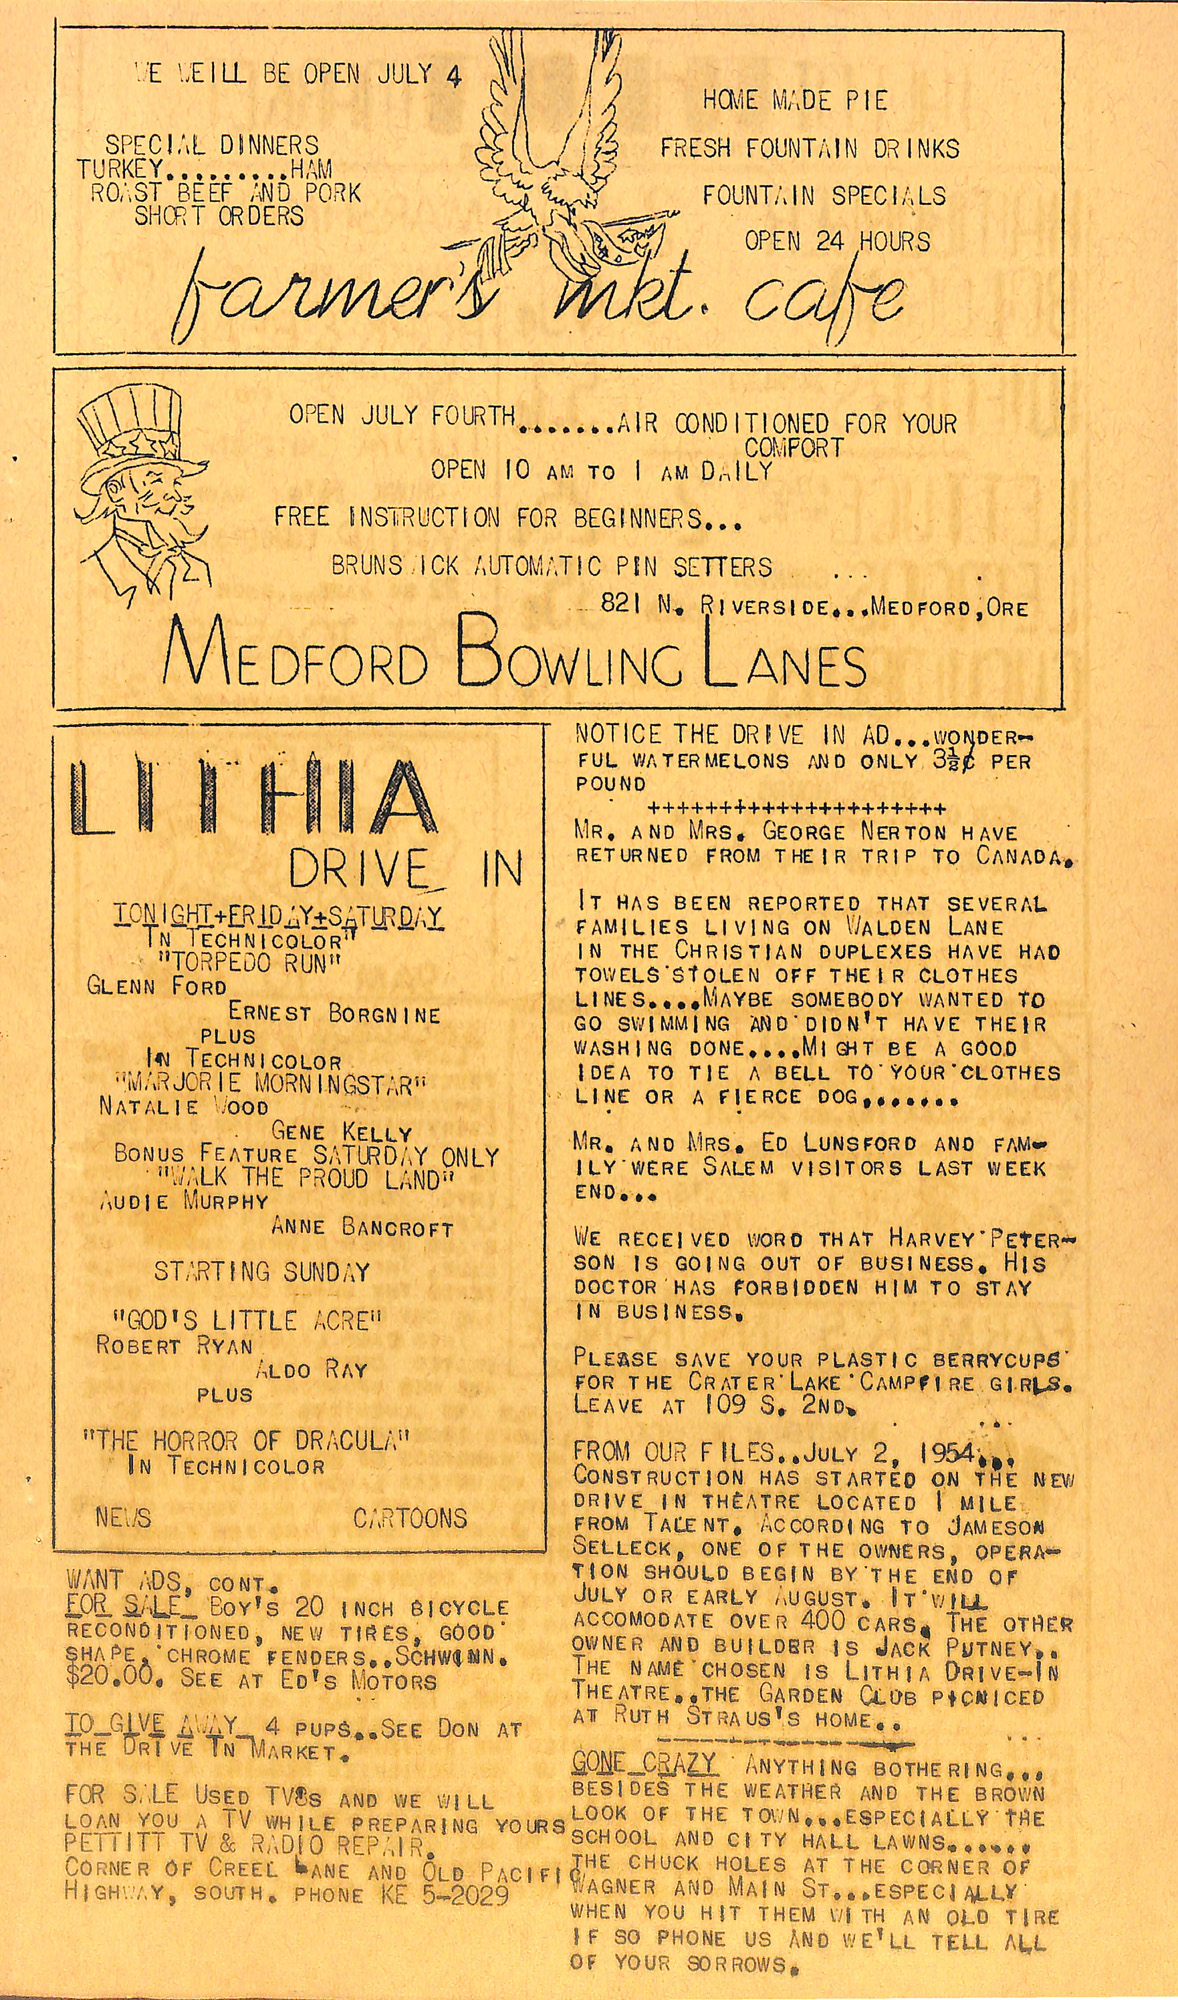 WE WEILL BE OPEN JULY 4
SPECIAL DINNERS
TURKEY.........HAM
ROAST BEEF AND PORK
SHORT ORDERS
HOME MADE PIE
FRESH FOUNTAIN DRINKS
FOUNTAIN SPECIALS
OPEN 24 HOURS
farmer's mkt. cafe
OPEN JULY FOURTH.......AIR CONDITIONED FOR YOUR
COMFORT
OPEN 10 AM TO 1 AM DAILY
FREE INSTRUCTION FOR BEGINNERS...
BRUNSWICK AUTOMATIC PIN SETTERS ...
821 N. RIVERSIDE...MEDFORD,ORE
MEDFORD BOWLING LANES
LITHIA
DRIVE IN
TONIGHT+FRIDAY+SATURDAY
IN TECHNICOLOR"
"TORPEDO RUN"
GLENN FORD
ERNEST BORGNINE
PLUS
IN TECHNICOLOR
"MARJORIE MORNINGSTAR"
NATALIE WOOD
GENE KELLY
BONUS FEATURE SATURDAY ONLY
"WALK THE PROUD LAND"
AUDIE MURPHY
ANNE BANCROFT
STARTING SUNDAY
"GOD'S LITTLE ACRE"
ROBERT RYAN
ALDO RAY
PLUS
"THE HORROR OF DRACULA"
IN TECHNICOLOR
NEWS CARTOONS
WANT ADS, CONT.
FOR SALE BOY'S 20 INCH BICYCLE
RECONDITIONED, NEW TIRES, GOOD
SHAPE, CHROME FENDERS..SCHWINN.
$20.00. SEE AT ED'S MOTORS
TO GIVE AWAY 4 PUPS..SEE DON AT
THE DRIVE IN MARKET.
FOR SALE USED TV8S AND WE WILL
LOAN YOU A TV WHILE PREPARING YOURS
PETTITT TV & RADIO REPAIR.
CORNER OF CREEL LANE AND OLD PACIFIC
HIGHWAY, SOUTH. PHONE KE 5-2029
NOTICE THE DRIVE IN AD...WONDER-
FUL WATERMELONS AND ONLY 3½¢ PER
POUND
+++++++++++++++++++++
MR. AND MRS. GEORGE NERTON HAVE
RETURNED FROM THEIR TRIP TO CANADA.
IT HAS BEEN REPORTED THAT SEVERAL
FAMILIES LIVING ON WALDEN LANE
IN THE CHRISTIAN DUPLEXES HAVE HAD
TOWELS STOLEN OFF THEIR CLOTHES
LINES....MAYBE SOMEBODY WANTED TO
GO SWIMMING AND DIDN'T HAVE THEIR
WASHING DONE....MIGHT BE A GOOD
IDEA TO TIE A BELL TO YOUR CLOTHES
LINE OR A FIERCE DOG.......
MR. AND MRS. ED LUNSFORD AND FAM-
ILY WERE SALEM VISITORS LAST WEEK
END...
WE RECEIVED WORD THAT HARVEY PETER-
SON IS GOING OUT OF BUSINESS. HIS
DOCTOR HAS FORBIDDEN HIM TO STAY
IN BUSINESS.
PLEASE SAVE YOUR PLASTIC BERRYCUPS
FOR THE CRATER LAKE CAMPFIRE GIRLS.
LEAVE AT 109 S. 2ND.
FROM OUR FILES..JULY 2, 1954...
CONSTRUCTION HAS STARTED ON THE NEW
DRIVE IN THEATRE LOCATED 1 MILE
FROM TALENT. ACCORDING TO JAMESON
SELLECK, ONE OF THE OWNERS, OPERA-
TION SHOULD BEGIN BY THE END OF
JULY OR EARLY AUGUST. IT WILL
ACCOMODATE OVER 400 CARS. THE OTHER
OWNER AND BUILDER IS JACK PUTNEY..
THE NAME CHOSEN IS LITHIA DRIVE-IN
THEATRE..THE GARDEN CLUB PICNICED
AT RUTH STRAUS'S HOME..
GONE CRAZY ANYTHING BOTHERING...
BESIDES THE WEATHER AND THE BROWN
LOOK OF THE TOWN...ESPECIALLY THE
SCHOOL AND CITY HALL LAWNS......
THE CHUCK HOLES AT THE CORNER OF
WAGNER AND MAIN ST...ESPECIALLY
WHEN YOU HIT THEM WITH AN OLD TIRE
IF SO PHONE US AND WE'LL TELL ALL
OF YOUR SORROWS.